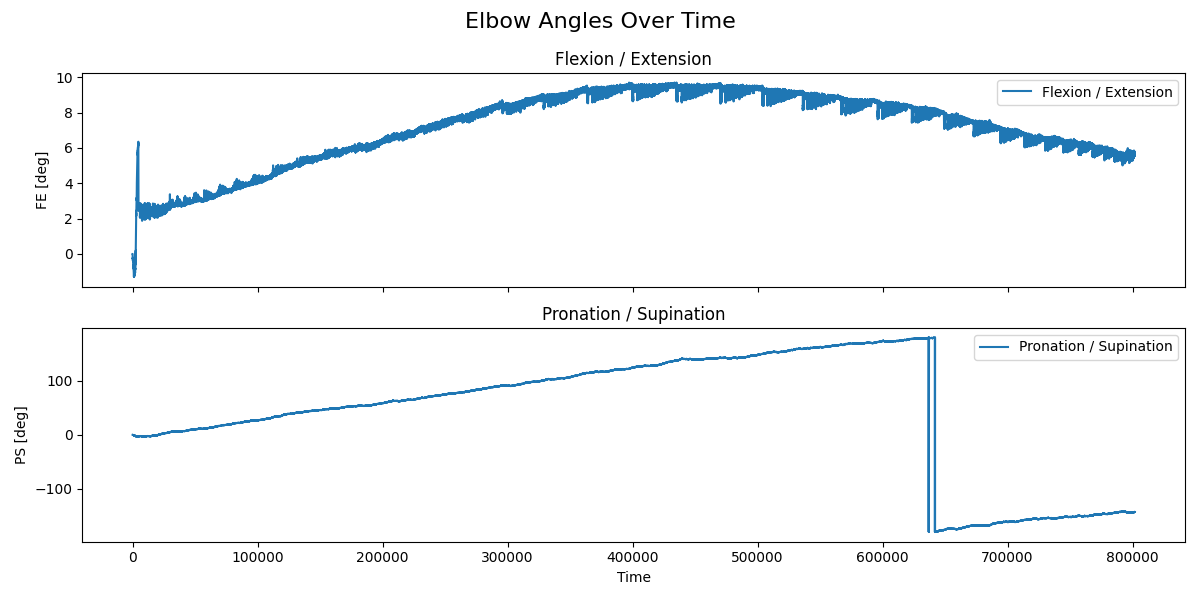 Elbow Angles Over Time
Flexion / Extension
10
8
6
4
2
0
FE [deg]
Flexion / Extension
Pronation / Supination
100
0
−100
PS [deg]
Pronation / Supination
0 100000 200000 300000 400000 500000 600000 700000 800000
Time